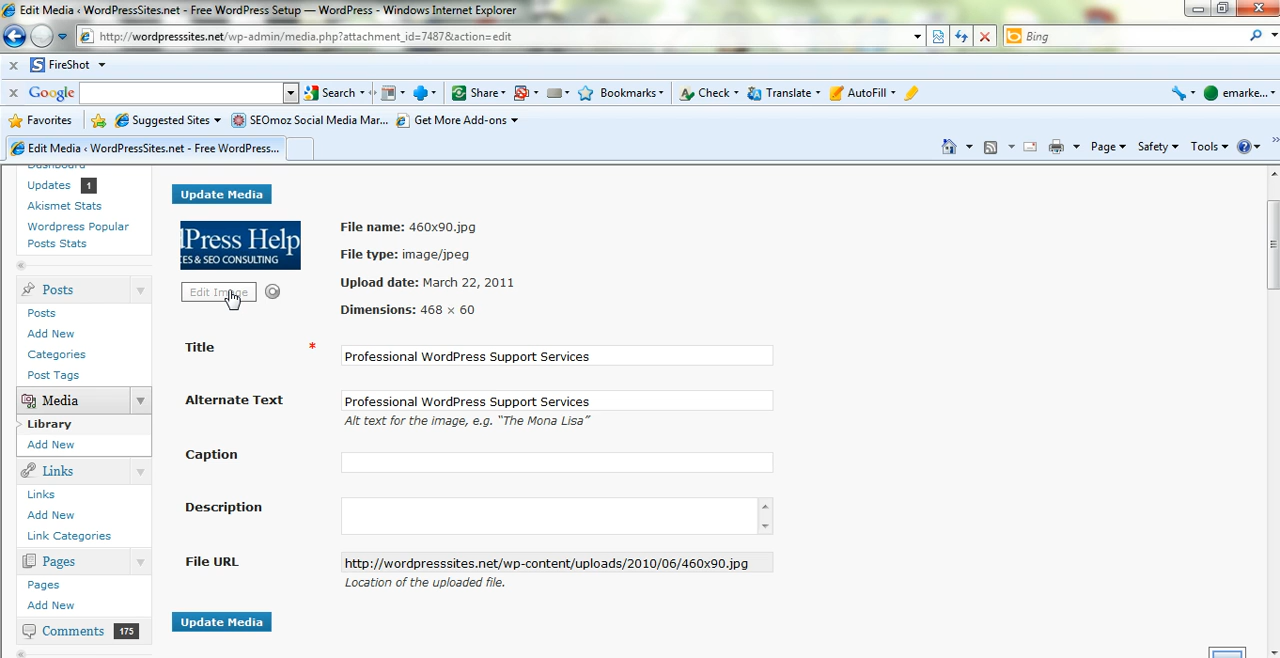 Edit Media ‹ WordPressSites.net - Free WordPress Setup — WordPress - Windows Internet Explorer
http://wordpresssites.net/wp-admin/media.php?attachment_id=7487&action=edit
Bing
x FireShot
x Google Search Share Bookmarks Check Translate AutoFill emarke...
Favorites Suggested Sites SEOmoz Social Media Mar... Get More Add-ons
Edit Media ‹ WordPressSites.net - Free WordPress... Page Safety Tools
Dashboard
Updates 1
Akismet Stats
Wordpress Popular
Posts Stats
Posts
Posts
Add New
Categories
Post Tags
Media
Library
Add New
Links
Links
Add New
Link Categories
Pages
Pages
Add New
Comments 175
Update Media
dPress Help
ES & SEO CONSULTING
Edit Image
File name: 460x90.jpg
File type: image/jpeg
Upload date: March 22, 2011
Dimensions: 468 × 60
Title * Professional WordPress Support Services
Alternate Text Professional WordPress Support Services
Alt text for the image, e.g. “The Mona Lisa”
Caption
Description
File URL http://wordpresssites.net/wp-content/uploads/2010/06/460x90.jpg
Location of the uploaded file.
Update Media